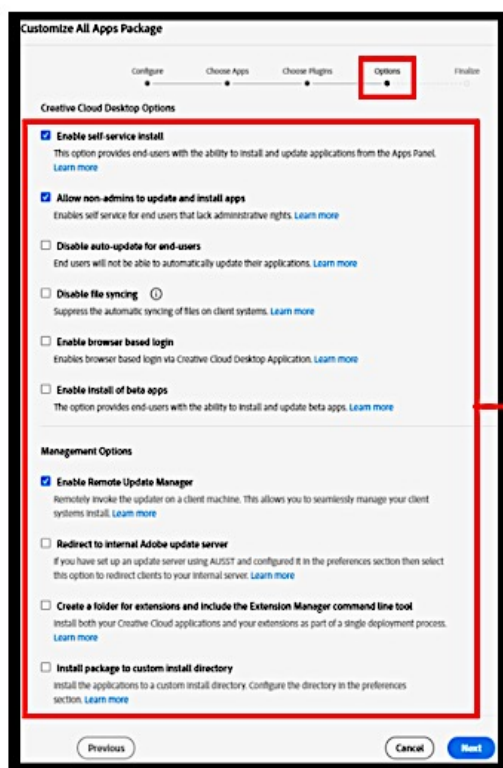 Customize All Apps Package
Configure Choose Apps Choose Plugins Options Finalize
Creative Cloud Desktop Options
Enable self-service install
This option provides end-users with the ability to install and update applications from the Apps Panel.
Learn more
Allow non-admins to update and install apps
Enables self service for end users that lack administrative rights. Learn more
Disable auto-update for end-users
End users will not be able to automatically update their applications. Learn more
Disable file syncing
Suppress the automatic syncing of files on client systems. Learn more
Enable browser based login
Enables browser based login via Creative Cloud Desktop Application. Learn more
Enable install of beta apps
The option provides end-users with the ability to install and update beta apps. Learn more
Management Options
Enable Remote Update Manager
Remotely invoke the updater on a client machine. This allows you to seamlessly manage your client
systems install. Learn more
Redirect to internal Adobe update server
If you have set up an update server using AUSST and configured it in the preferences section then select
this option to redirect clients to your internal server. Learn more
Create a folder for extensions and include the Extension Manager command line tool
Install both your Creative Cloud applications and your extensions as part of a single deployment process.
Learn more
Install package to custom install directory
Install the applications to a custom install directory. Configure the directory in the preferences
section. Learn more
Previous Cancel Next